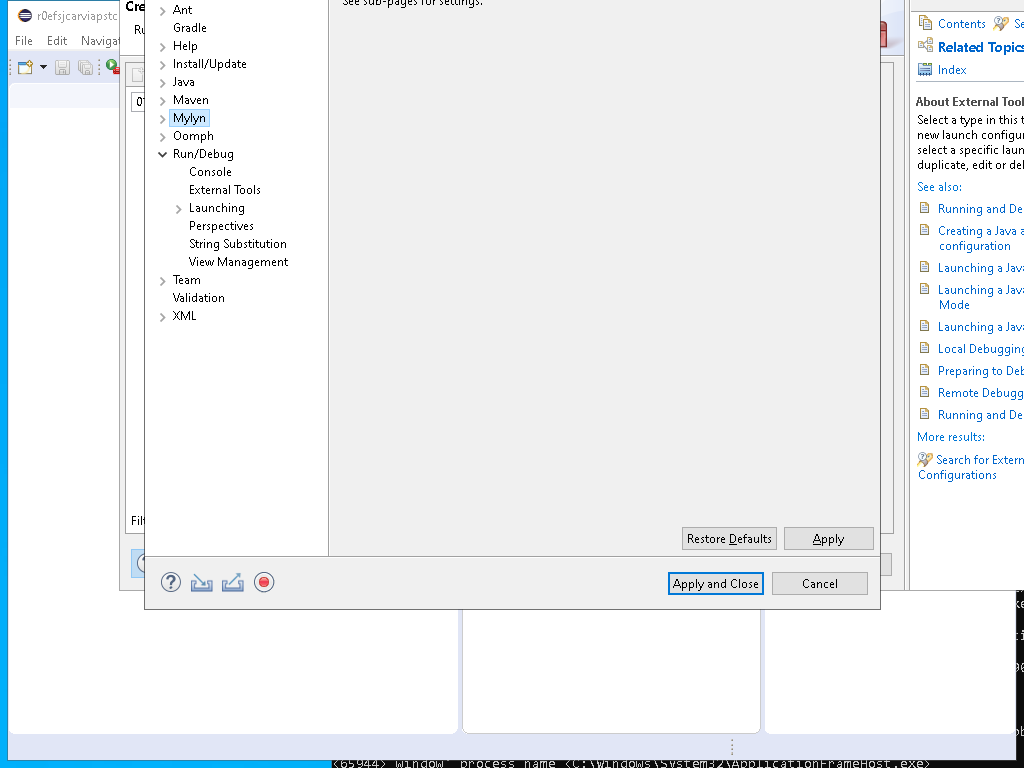 r0efsjcarviapstc
File Edit Naviga
Cre
Ru
See sub-pages for settings.
Ant
Gradle
Help
Install/Update
Java
Maven
Mylyn
Oomph
Run/Debug
Console
External Tools
Launching
Perspectives
String Substitution
View Management
Team
Validation
XML
Filt
Restore Defaults
Apply
Apply and Close
Cancel
Contents
Se
Related Topics
Index
About External Tool
Select a type in this t
new launch configur
select a specific laun
duplicate, edit or del
See also:
Running and De
Creating a Java a
configuration
Launching a Java
Launching a Java
Mode
Launching a Java
Local Debugging
Preparing to Deb
Remote Debugg
Running and De
More results:
Search for Extern
Configurations
<65944> Window' process name <C:\Windows\System32\ApplicationFrameHost.exe>